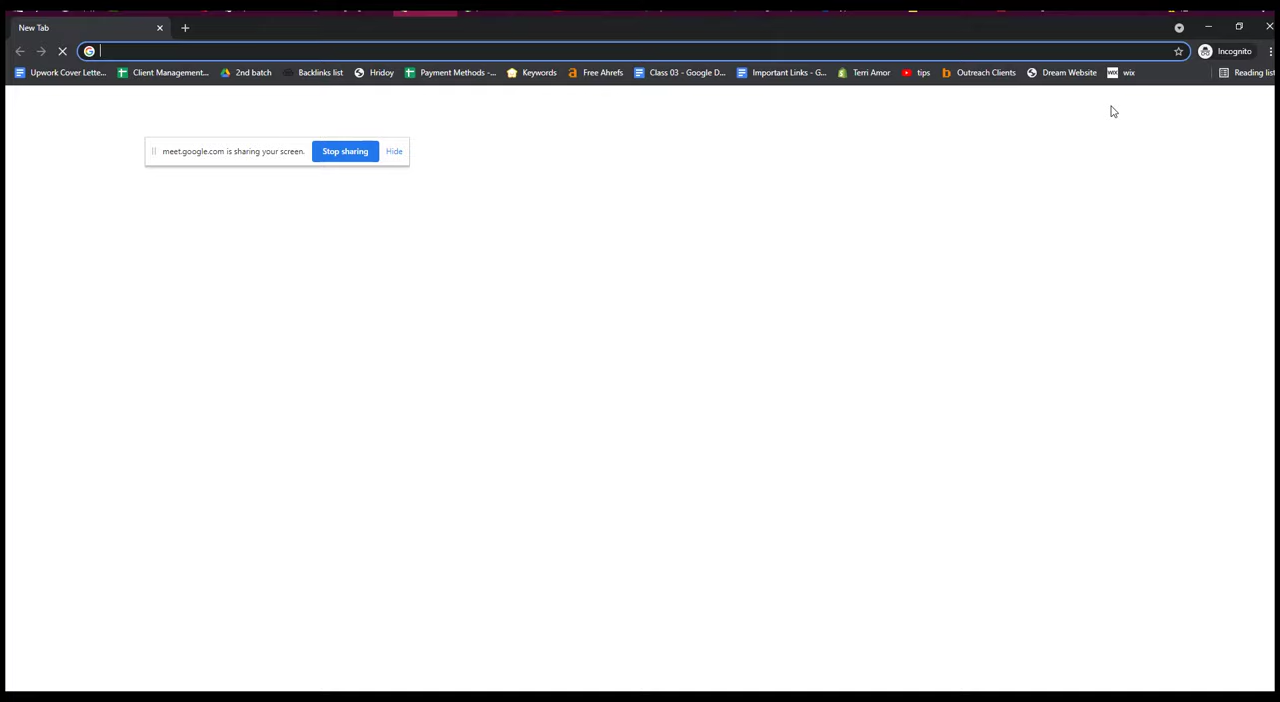 New Tab
Incognito
Upwork Cover Lette... Client Management... 2nd batch Backlinks list Hridoy Payment Methods -... Keywords Free Ahrefs Class 03 - Google D... Important Links - G... Terri Amor tips Outreach Clients Dream Website WIX wix Reading list
meet.google.com is sharing your screen. Stop sharing Hide